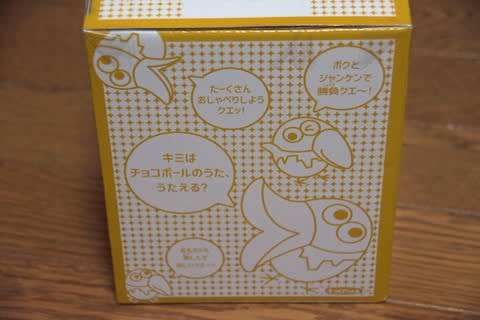 たーくさん
おしゃべりしよう
クエッ!
ボクと
ジャンケンで
勝負クエ〜!
キミは
チョコボールのうた、
うたえる?